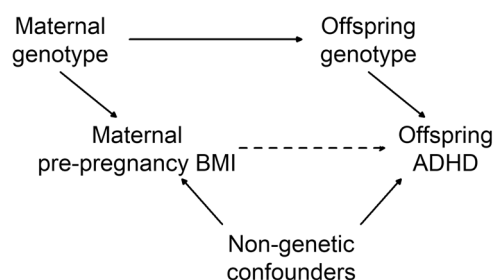 Maternal
genotype
Offspring
genotype
Maternal
pre-pregnancy BMI
Offspring
ADHD
Non-genetic
confounders